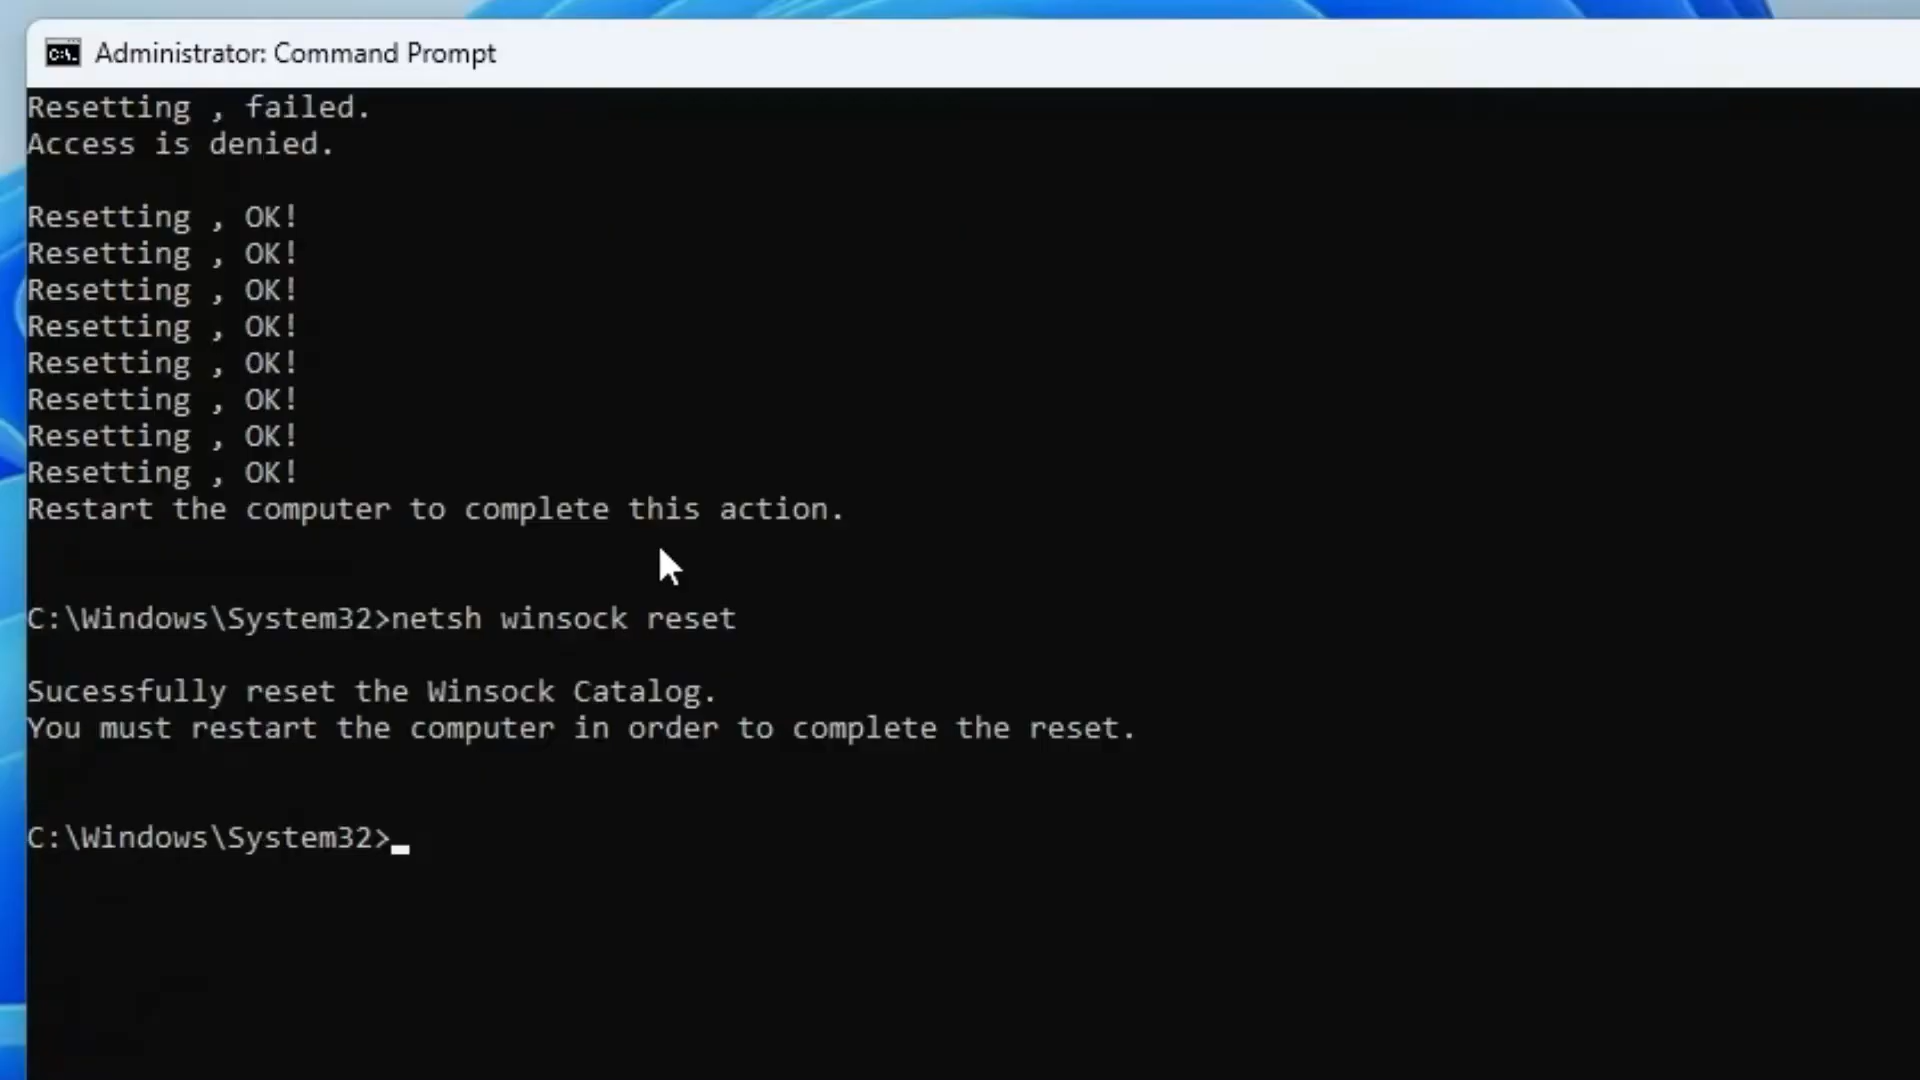 Administrator: Command Prompt
Resetting , failed.
Access is denied.
Resetting , OK!
Resetting , OK!
Resetting , OK!
Resetting , OK!
Resetting , OK!
Resetting , OK!
Resetting , OK!
Resetting , OK!
Restart the computer to complete this action.
C:\Windows\System32>netsh winsock reset
Sucessfully reset the Winsock Catalog.
You must restart the computer in order to complete the reset.
C:\Windows\System32>